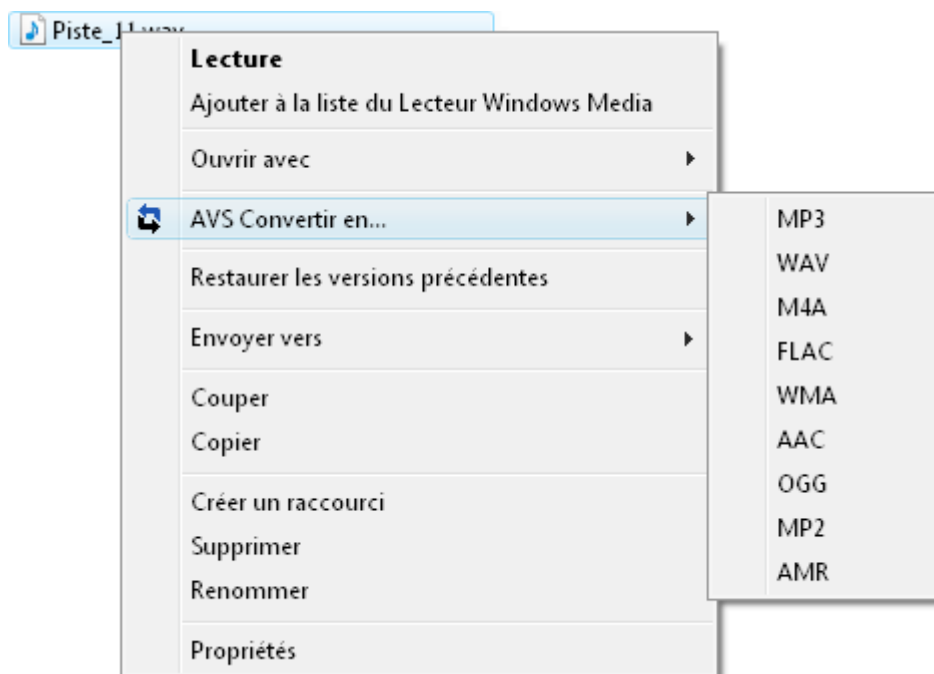 Piste_11.wav
Lecture
Ajouter à la liste du Lecteur Windows Media
Ouvrir avec
AVS Convertir en...
Restaurer les versions précédentes
Envoyer vers
Couper
Copier
Créer un raccourci
Supprimer
Renommer
Propriétés
MP3
WAV
M4A
FLAC
WMA
AAC
OGG
MP2
AMR